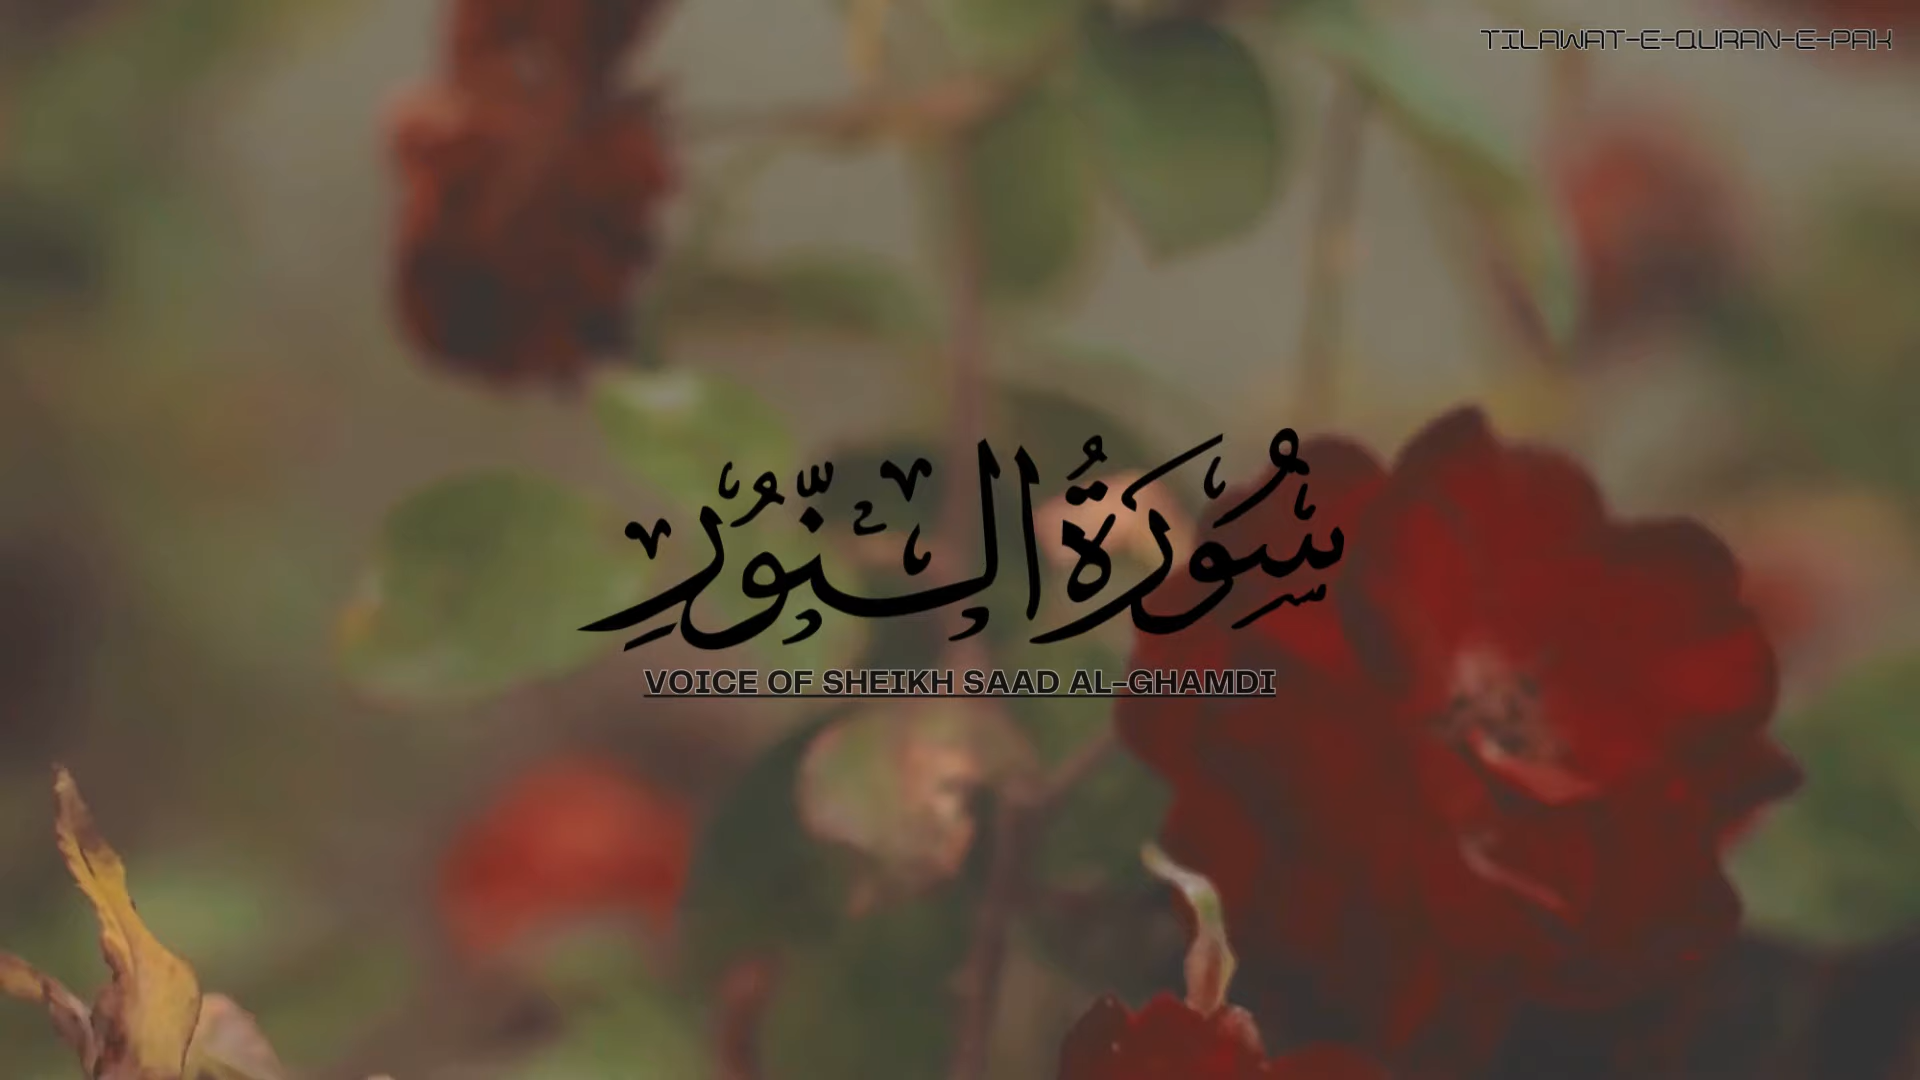 TILAWAT-E-QURAN-E-PAK
سُورَةُ النُّورِ
VOICE OF SHEIKH SAAD AL-GHAMDI